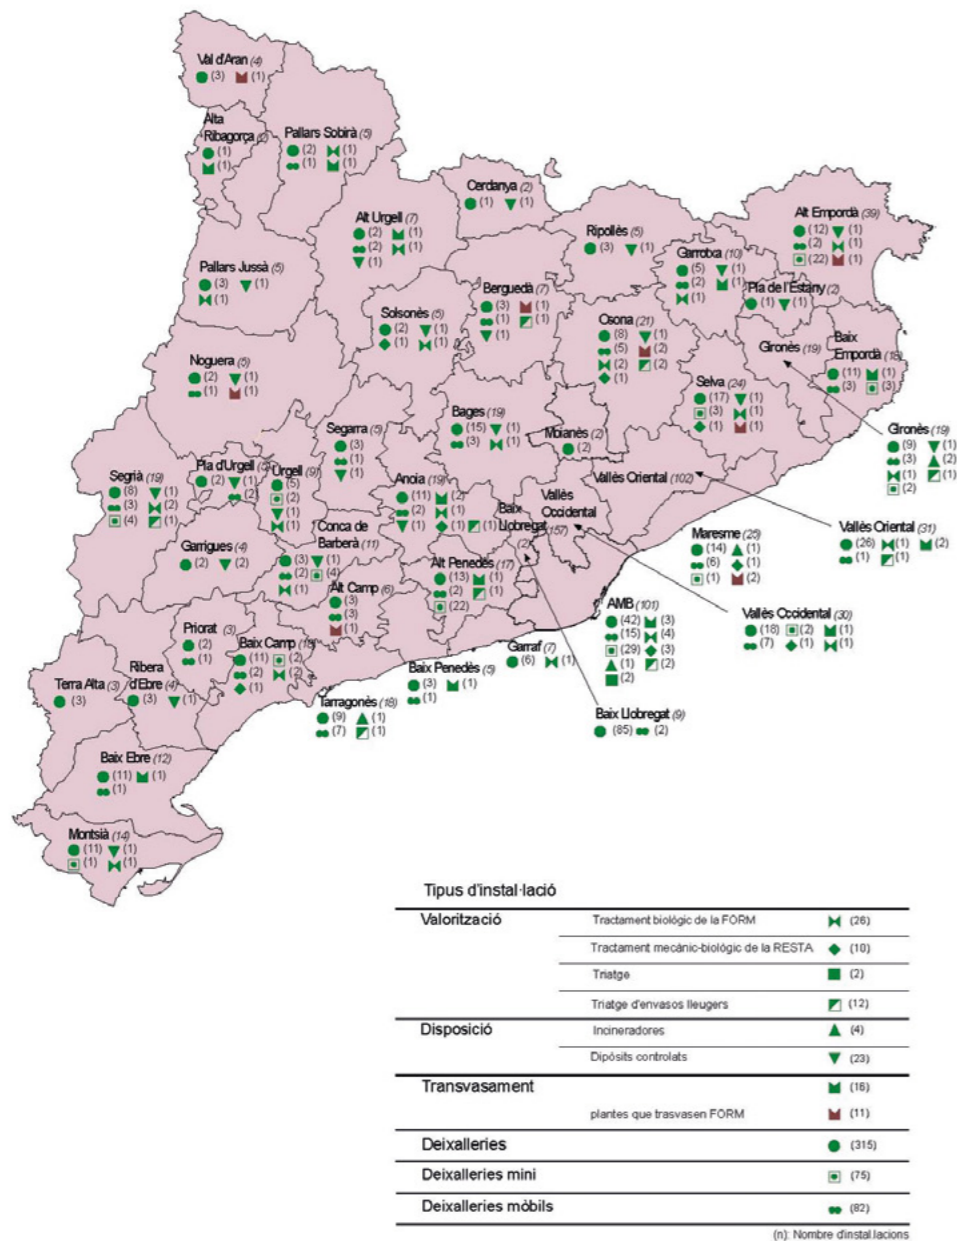 Val d'Aran (4)
(3) (1)
Alta
Ribagorça
(1)
(1)
Pallars Sobirà (5)
(2) (1)
(1) (1)
Cerdanya (2)
(1) (1)
Alt Urgell (7)
(2) (1)
(2) (1)
(1)
Ripollès (5)
(3) (1)
Alt Empordà (39)
(12) (1)
(2) (1)
(22) (1)
Garrotxa (10)
(5) (1)
(2) (1)
(1)
Pla de l'Estany (2)
(1) (1)
Pallars Jussà (5)
(3) (1)
(1)
Berguedà (7)
(3) (1)
(1) (1)
(1)
Solsonès (5)
(2) (1)
(1) (1)
Osona (21)
(8) (1)
(5) (2)
(2) (2)
(1)
Gironès (19)
Baix
Empordà (18)
(11) (1)
(3) (3)
Noguera (5)
(2) (1)
(1) (1)
Selva (24)
(17) (1)
(3) (1)
(1) (1)
Bages (19)
(15) (1)
(3) (1)
Moianès (2)
(2)
Segarra (5)
(3)
(1)
(1)
Gironès (19)
(9) (1)
(3) (2)
(1) (1)
(2)
Segrià (19)
(8) (1)
(3) (2)
(4) (1)
Pla d'Urgell
(2) (1)
(2)
Urgell (9)
(5)
(2)
(1)
(1)
Anoia (19)
(11) (2)
(2) (1)
(1) (1) (1)
Vallès Oriental (102)
Vallès
Occidental
Baix
Llobregat (157)
(2)
Conca de
Barberà (11)
(3) (1)
(2) (4)
(1)
Garrigues (4)
(2) (2)
Alt Penedès (17)
(13) (1)
(2) (1)
(22)
Maresme (25)
(14) (1)
(6) (1)
(1) (2)
Vallès Oriental (31)
(26) (1) (2)
(1) (1)
Alt Camp (6)
(3)
(3)
(1)
AMB (101)
(42) (3)
(15) (4)
(29) (3)
(1) (2)
(2)
Vallès Occidental (30)
(18) (2) (1)
(7) (1) (1)
Priorat (3)
(2)
(1)
Baix Camp
(11) (2)
(2) (2)
(1)
Garraf (7)
(6) (1)
Baix Penedès (5)
(3) (1)
(1)
Terra Alta (3)
(3)
Ribera
d'Ebre (4)
(3) (1)
Tarragonès (18)
(9) (1)
(7) (1)
Baix Llobregat (9)
(85) (2)
Baix Ebre (12)
(11) (1)
(1)
Montsià (14)
(11) (1)
(1) (1)
Tipus d'instal·lació
Valorització
Tractament biològic de la FORM (26)
Tractament mecànic-biològic de la RESTA (10)
Triatge (2)
Triatge d'envasos lleugers (12)
Disposició
Incineradores (4)
Dipòsits controlats (23)
Transvasament (16)
plantes que trasvasen FORM (11)
Deixalleries (315)
Deixalleries mini (75)
Deixalleries mòbils (82)
(n): Nombre d'instal.lacions